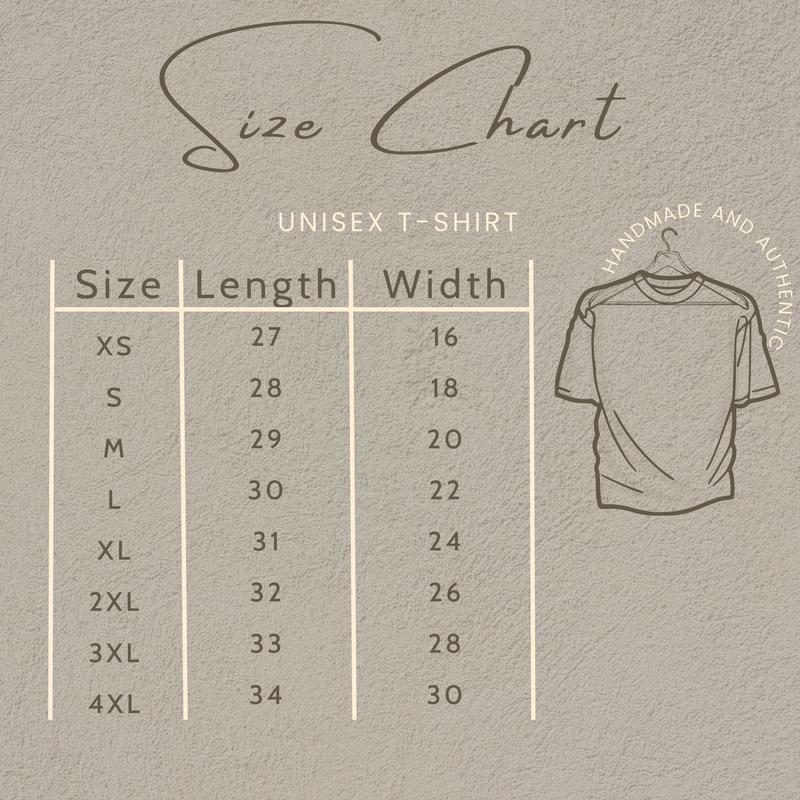 Size Chart
UNISEX T-SHIRT
HANDMADE AND AUTHENTIC
Size Length Width
XS 27 16
S 28 18
M 29 20
L 30 22
XL 31 24
2XL 32 26
3XL 33 28
4XL 34 30